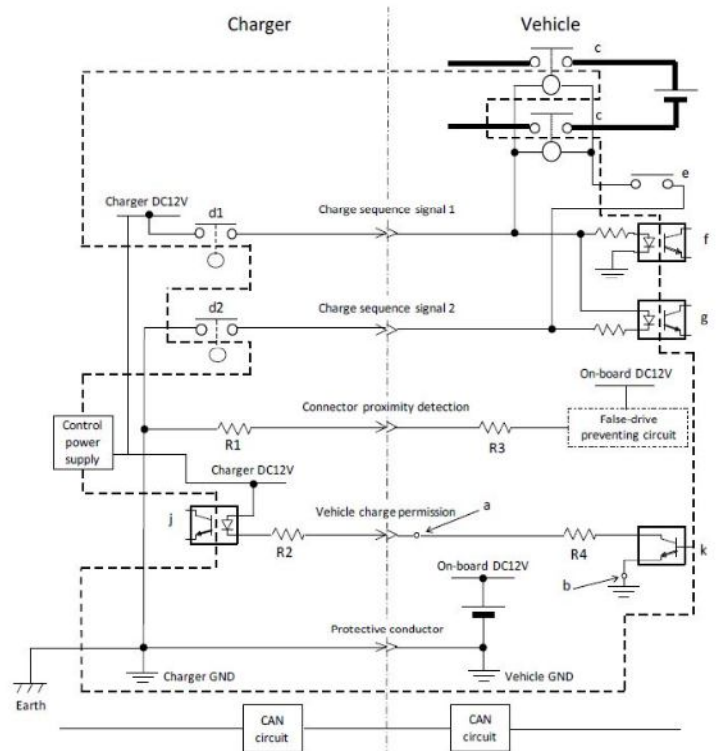 Charger
Vehicle
c
c
e
Charger DC12V
d1
Charge sequence signal 1
f
d2
Charge sequence signal 2
g
On-board DC12V
Connector proximity detection
False-drive
preventing circuit
Control
power
supply
R1
R3
Charger DC12V
j
Vehicle charge permission
a
R2
R4
k
On-board DC12V
b
Protective conductor
Charger GND
Vehicle GND
Earth
CAN
circuit
CAN
circuit